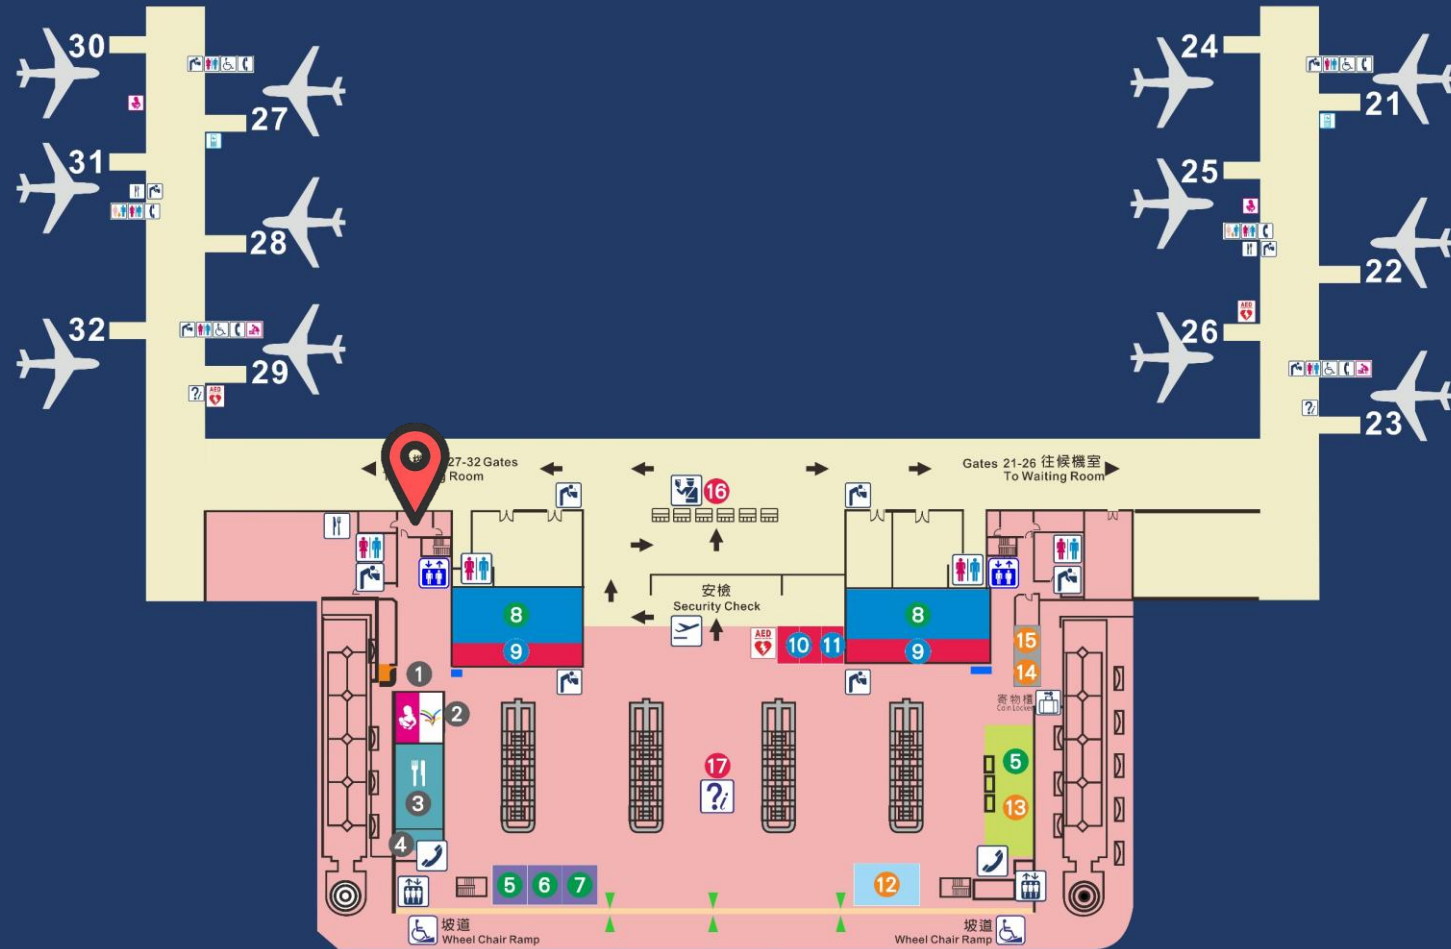 30
24
27
21
31
25
28
22
32
26
29
23
AED
AED
27-32 Gates
Room
Gates 21-26 往候機室
To Waiting Room
16
安檢
Security Check
8
9
AED
10
11
8
9
15
14
寄物櫃
Coin Locker
1
2
3
4
17
5
13
5
6
7
12
坡道
Wheel Chair Ramp
坡道
Wheel Chair Ramp